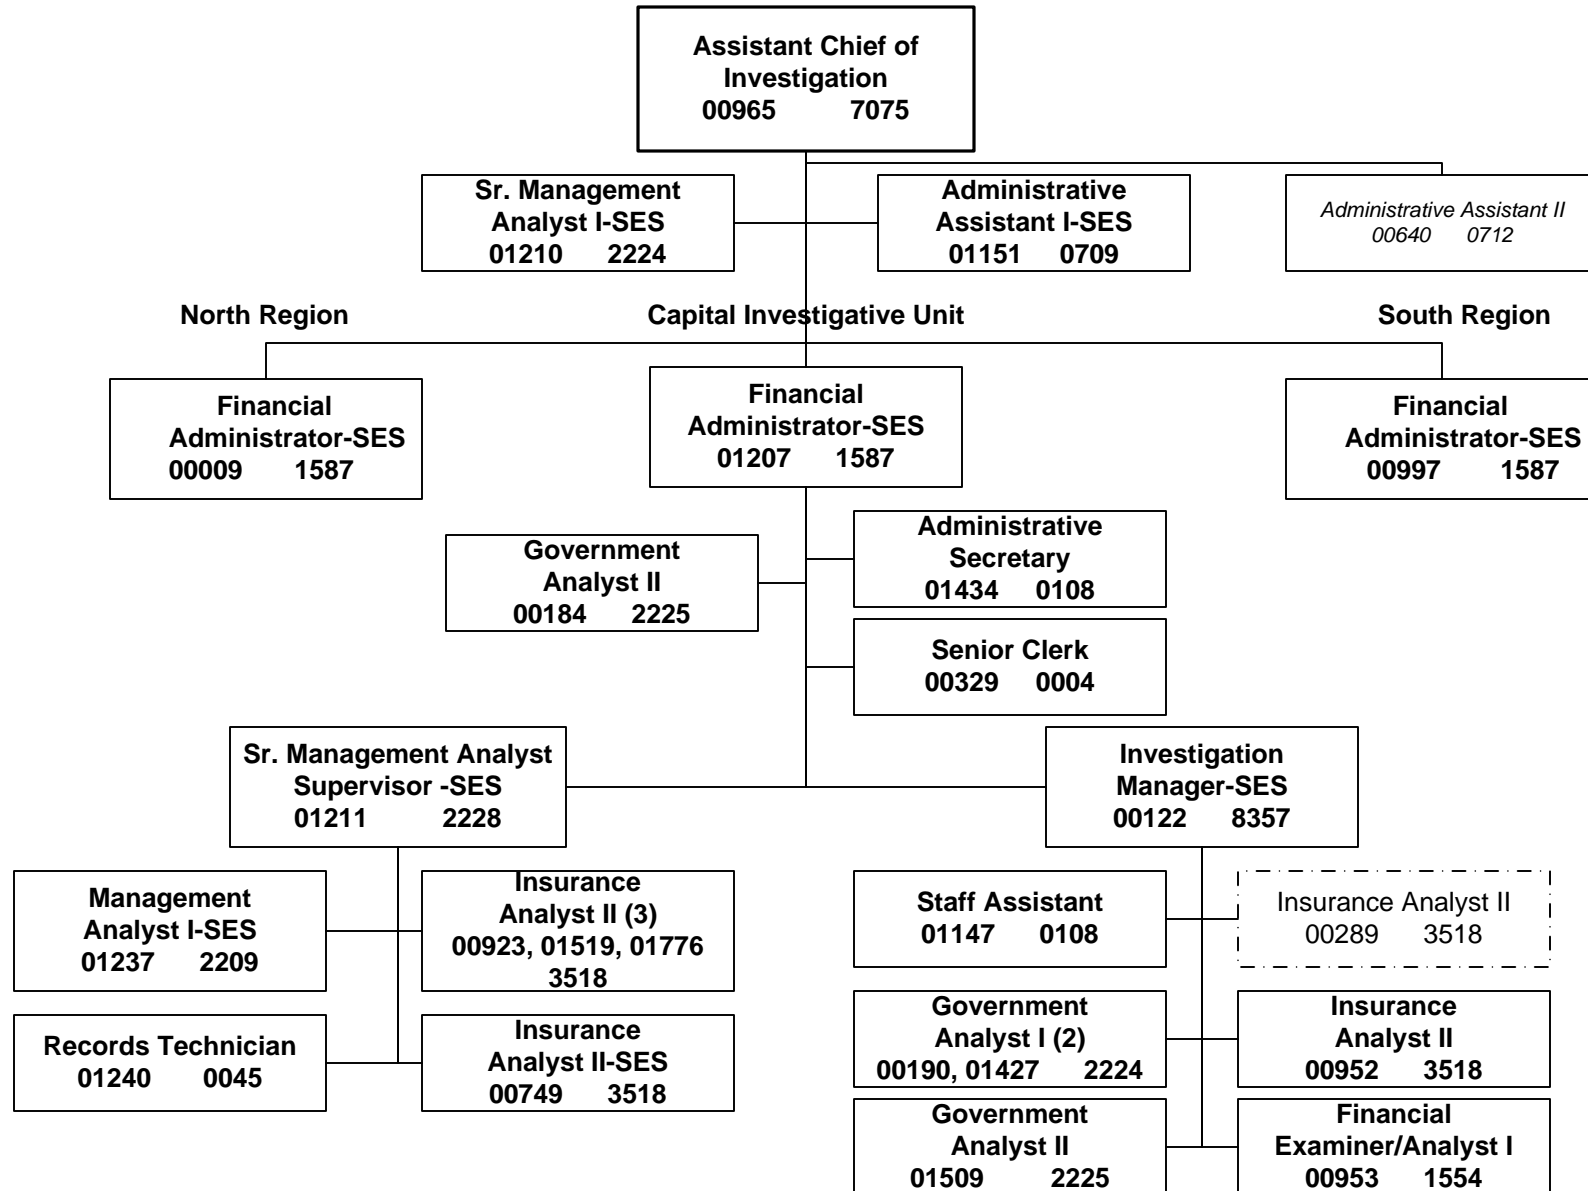 Assistant Chief of
Investigation
00965 7075
Sr. Management
Analyst I-SES
01210 2224
Administrative
Assistant I-SES
01151 0709
Administrative Assistant II
00640 0712
North Region
Capital Investigative Unit
South Region
Financial
Administrator-SES
00009 1587
Financial
Administrator-SES
01207 1587
Financial
Administrator-SES
00997 1587
Government
Analyst II
00184 2225
Administrative
Secretary
01434 0108
Senior Clerk
00329 0004
Sr. Management Analyst
Supervisor -SES
01211 2228
Investigation
Manager-SES
00122 8357
Management
Analyst I-SES
01237 2209
Insurance
Analyst II (3)
00923, 01519, 01776
3518
Records Technician
01240 0045
Insurance
Analyst II-SES
00749 3518
Staff Assistant
01147 0108
Insurance Analyst II
00289 3518
Government
Analyst I (2)
00190, 01427 2224
Insurance
Analyst II
00952 3518
Government
Analyst II
01509 2225
Financial
Examiner/Analyst I
00953 1554